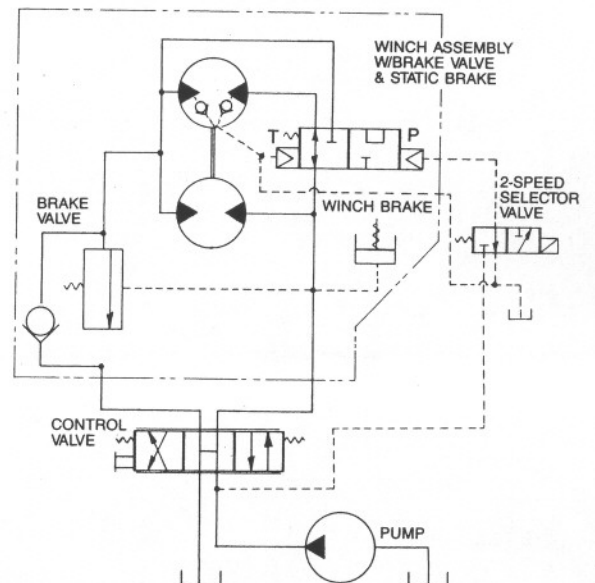 WINCH ASSEMBLY
W/BRAKE VALVE
& STATIC BRAKE
T
P
2-SPEED
SELECTOR
VALVE
BRAKE
VALVE
WINCH BRAKE
CONTROL
VALVE
PUMP